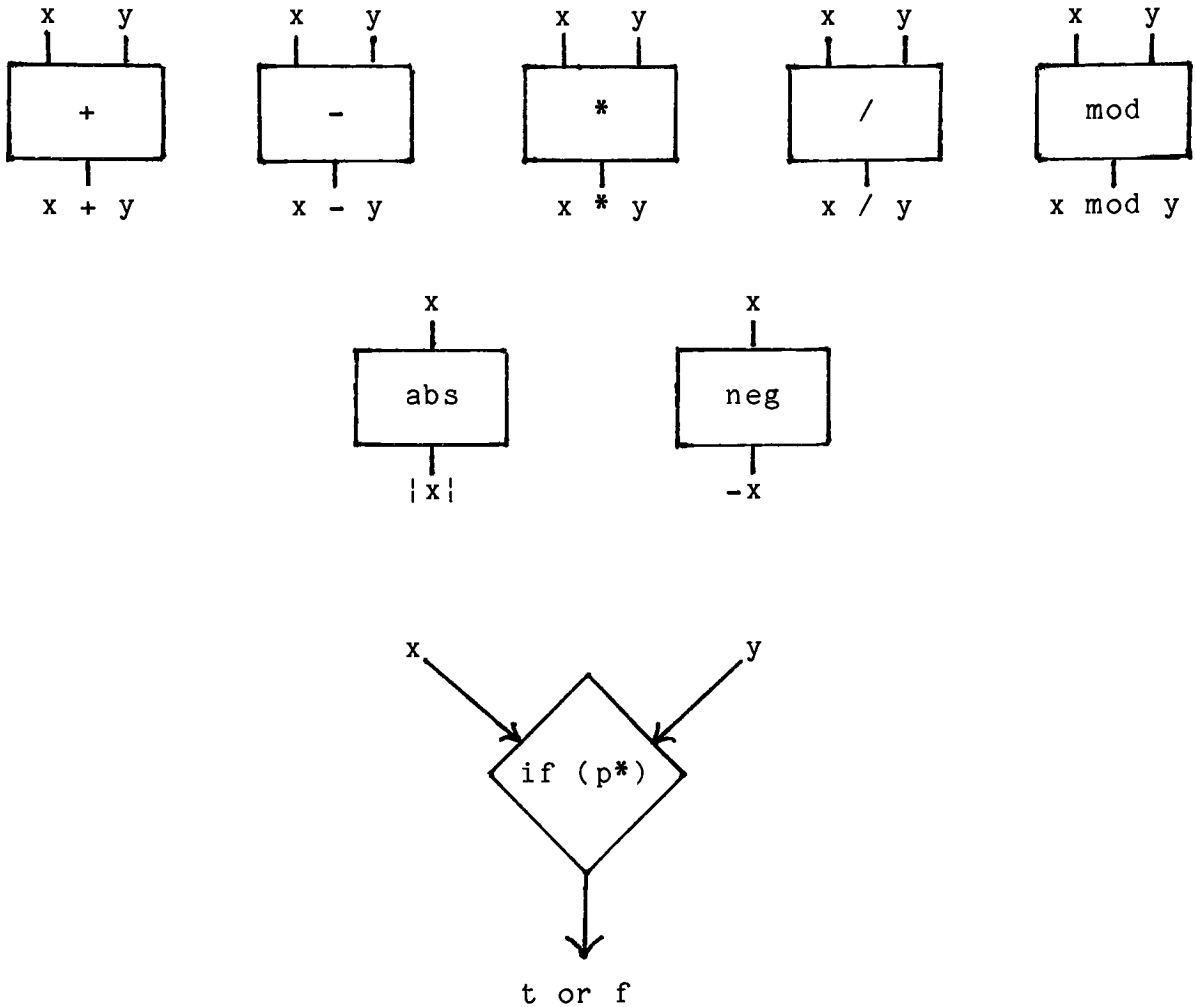 x y x y x y x y x y
+ - * / mod
x + y x - y x * y x / y x mod y
x x
abs neg
|x| -x
x y
if (p*)
t or f